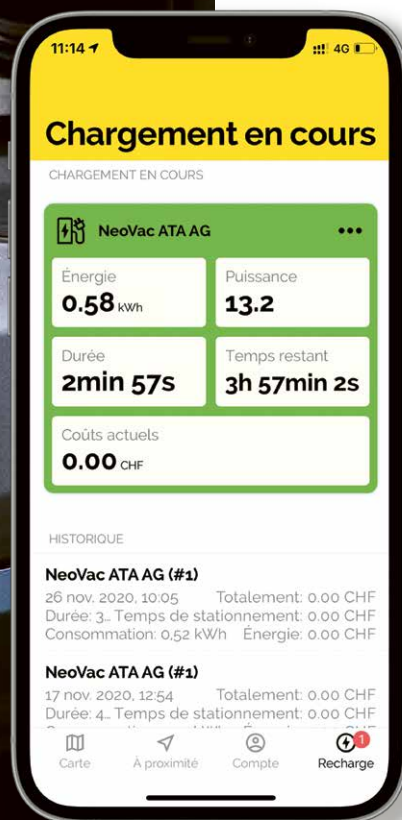 11:14
4G
Chargement en cours
CHARGEMENT EN COURS
NeoVac ATA AG
Énergie Puissance
0.58 kWh 13.2
Durée Temps restant
2min 57s 3h 57min 2s
Coûts actuels
0.00 CHF
HISTORIQUE
NeoVac ATA AG (#1)
26 nov. 2020, 10:05 Totalement: 0.00 CHF
Durée: 3... Temps de stationnement: 0.00 CHF
Consommation: 0,52 kWh Énergie: 0.00 CHF
NeoVac ATA AG (#1)
17 nov. 2020, 12:54 Totalement: 0.00 CHF
Durée: 4... Temps de stationnement: 0.00 CHF
Carte À proximité Compte Recharge 1